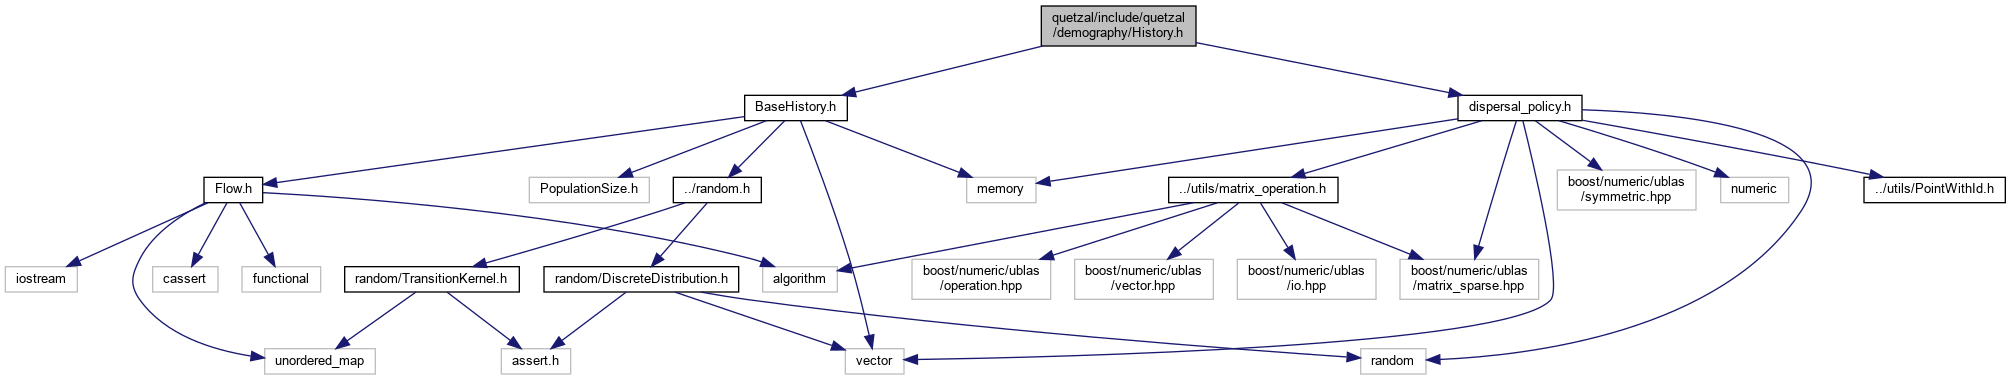 quetzal/include/quetzal
/demography/History.h
BaseHistory.h
dispersal_policy.h
Flow.h
PopulationSize.h
../random.h
memory
../utils/matrix_operation.h
boost/numeric/ublas
/symmetric.hpp
numeric
../utils/PointWithId.h
iostream
cassert
functional
random/TransitionKernel.h
random/DiscreteDistribution.h
algorithm
boost/numeric/ublas
/operation.hpp
boost/numeric/ublas
/vector.hpp
boost/numeric/ublas
/io.hpp
boost/numeric/ublas
/matrix_sparse.hpp
unordered_map
assert.h
vector
random